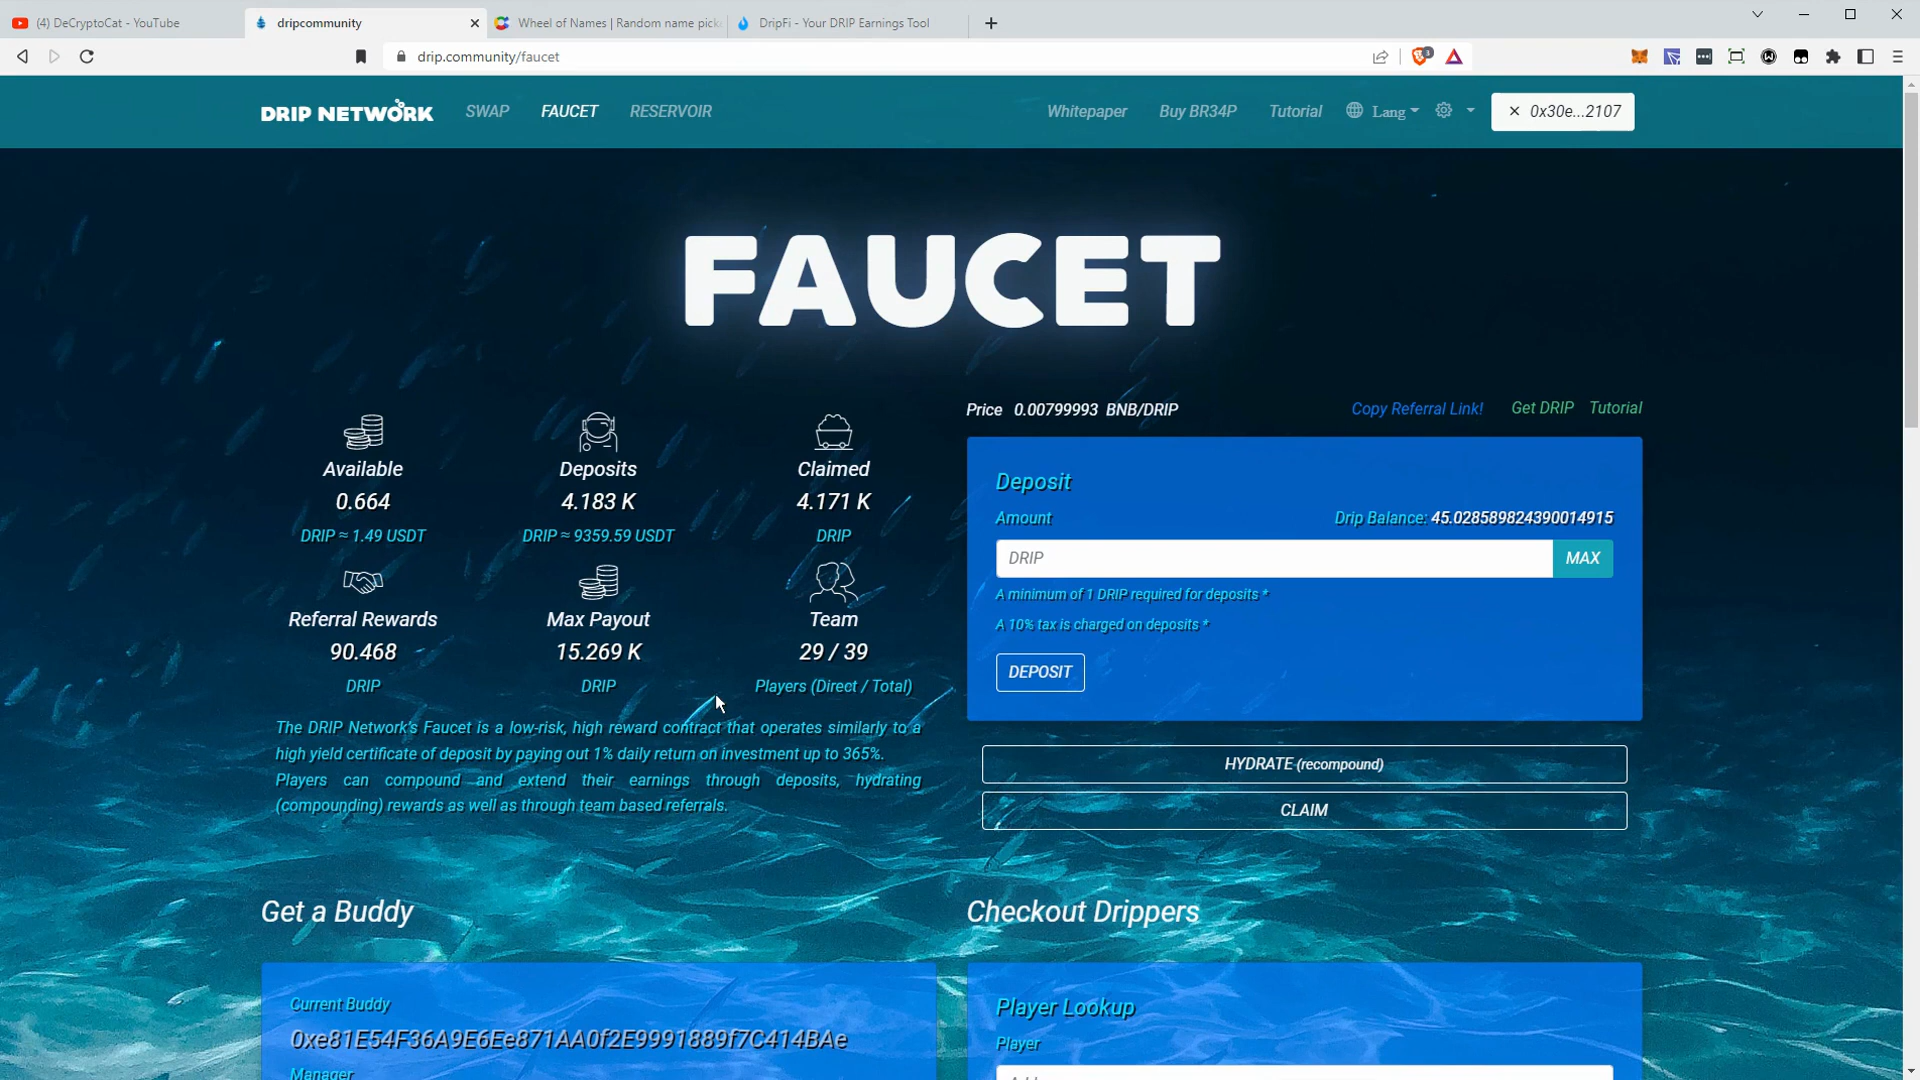 (4) DeCryptoCat - YouTube
dripcommunity
Wheel of Names | Random name picke
DripFi - Your DRIP Earnings Tool
drip.community/faucet
3
DRIP NETWORK
SWAP
FAUCET
RESERVOIR
Whitepaper
Buy BR34P
Tutorial
Lang
0x30e...2107
FAUCET
Available
0.664
DRIP ≈ 1.49 USDT
Deposits
4.183 K
DRIP ≈ 9359.59 USDT
Claimed
4.171 K
DRIP
Referral Rewards
90.468
DRIP
Max Payout
15.269 K
DRIP
Team
29 / 39
Players (Direct / Total)
The DRIP Network's Faucet is a low-risk, high reward contract that operates similarly to a
high yield certificate of deposit by paying out 1% daily return on investment up to 365%.
Players can compound and extend their earnings through deposits, hydrating
(compounding) rewards as well as through team based referrals.
Price 0.00799993 BNB/DRIP
Copy Referral Link!
Get DRIP
Tutorial
Deposit
Amount
Drip Balance: 45.028589824390014915
DRIP
MAX
A minimum of 1 DRIP required for deposits *
A 10% tax is charged on deposits *
DEPOSIT
HYDRATE (recompound)
CLAIM
Get a Buddy
Current Buddy
0xe81E54F36A9E6Ee871AA0f2E9991889f7C414BAe
Manager
Checkout Drippers
Player Lookup
Player